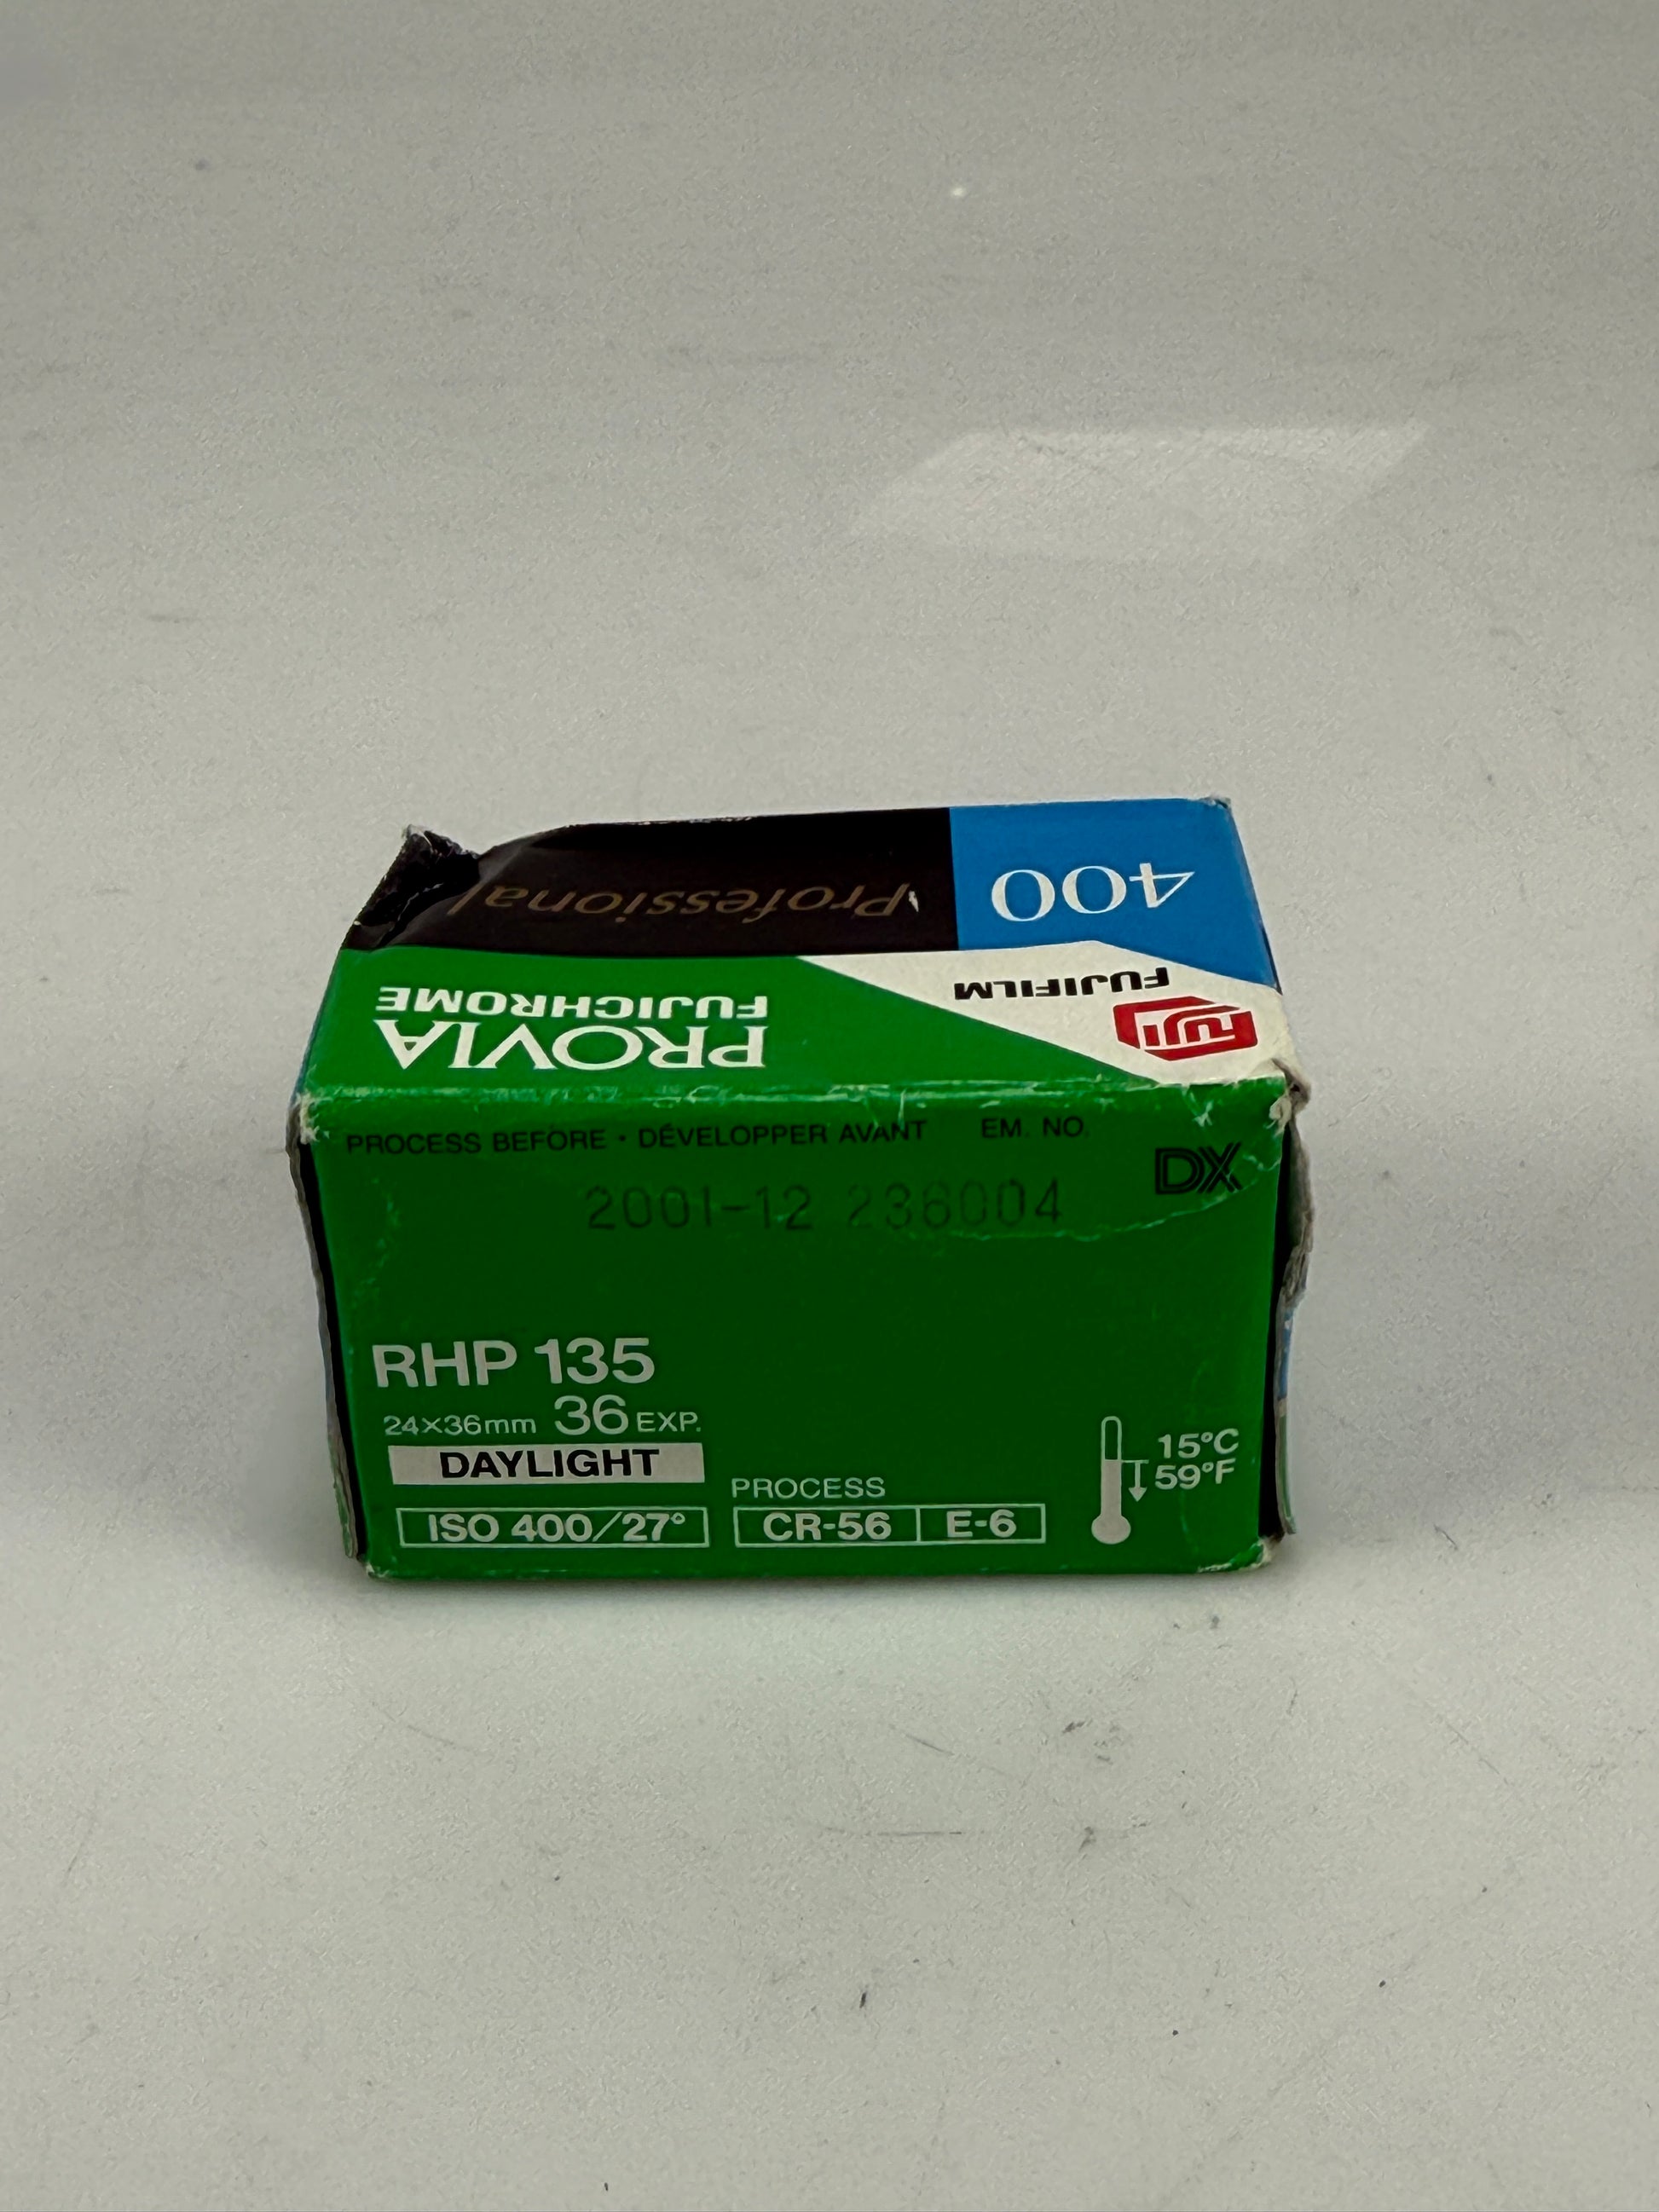 400
Professional
FUJIFILM
FUJI
FUJICHROME
PROVIA
PROCESS BEFORE · DÉVELOPPER AVANT EM. NO.
DX
2001-12 236004
RHP 135
24×36mm 36 EXP.
DAYLIGHT
ISO 400/27°
PROCESS
CR-56 E-6
15°C
59°F